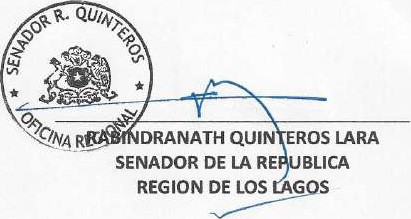 SENADOR R. QUINTEROS
OFICINA REGIONAL
RABINDRANATH QUINTEROS LARA
SENADOR DE LA REPUBLICA
REGION DE LOS LAGOS